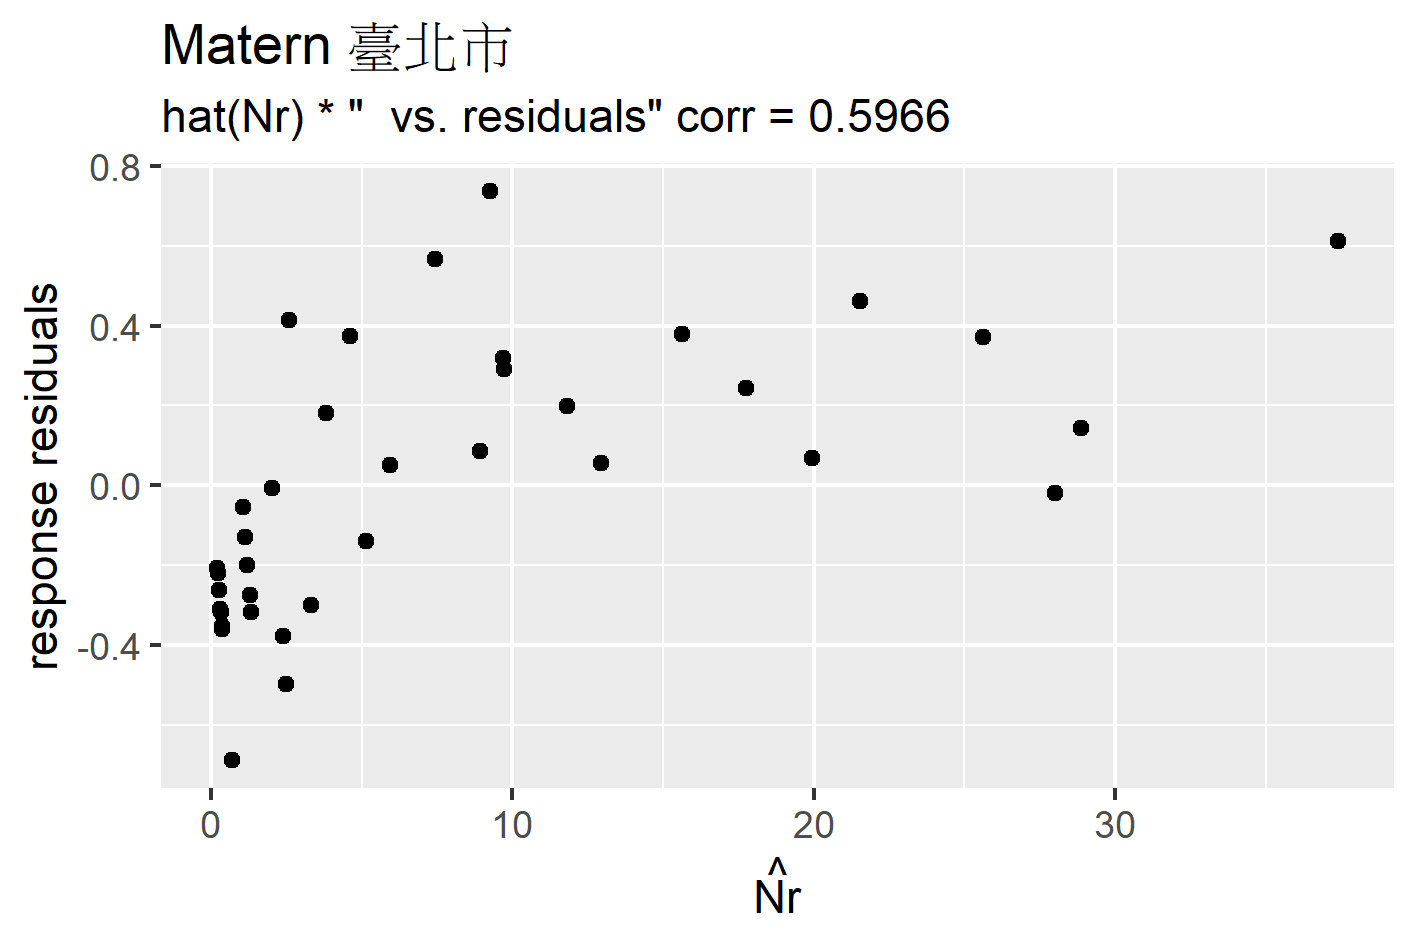 Matern 臺北市
hat(Nr) * "  vs. residuals" corr = 0.5966
0.8
0.4
0.0
-0.4
response residuals
0 10 20 30
N̂r